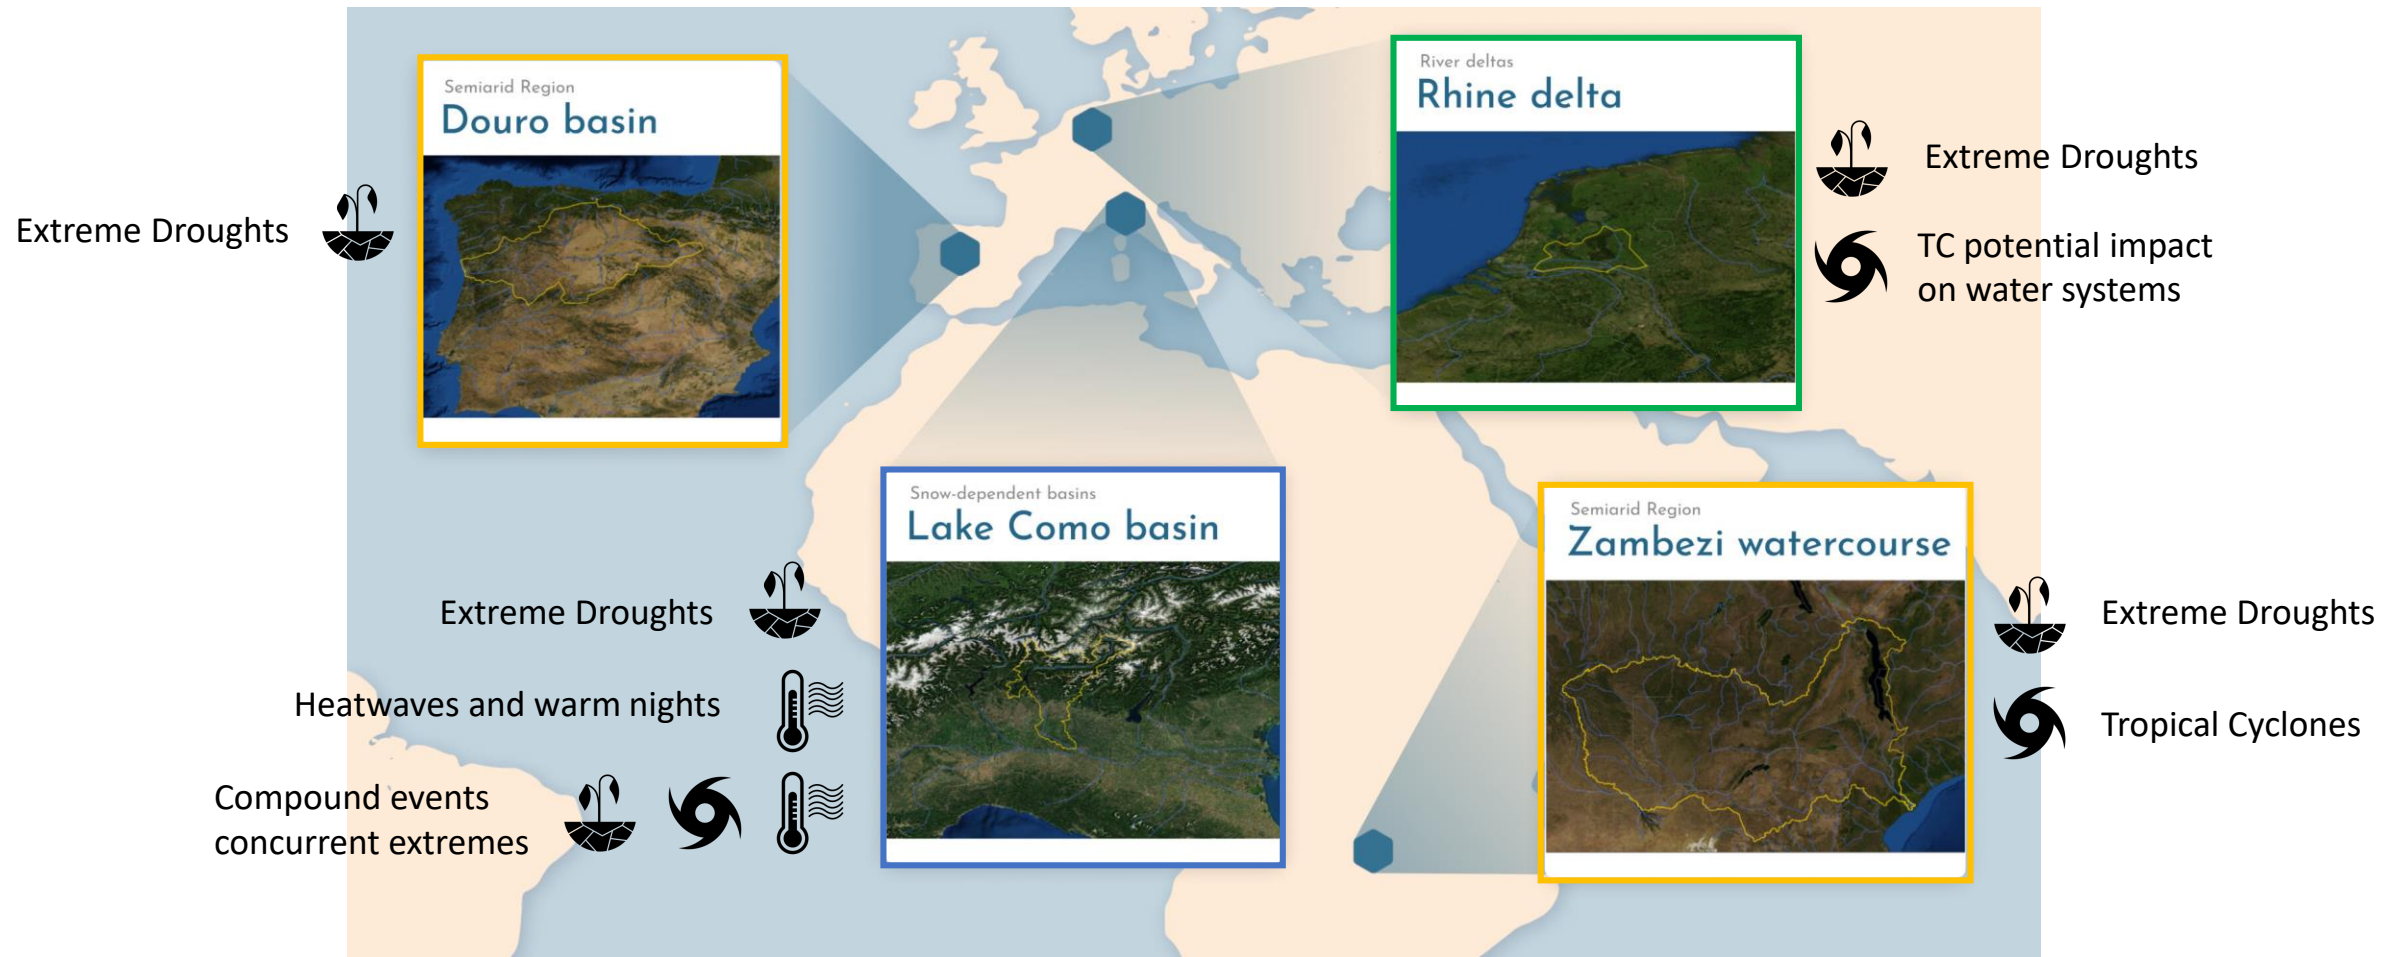 Semiarid Region
Douro basin
Extreme Droughts
River deltas
Rhine delta
Extreme Droughts
TC potential impact
on water systems
Snow-dependent basins
Lake Como basin
Extreme Droughts
Heatwaves and warm nights
Compound events
concurrent extremes
Semiarid Region
Zambezi watercourse
Extreme Droughts
Tropical Cyclones